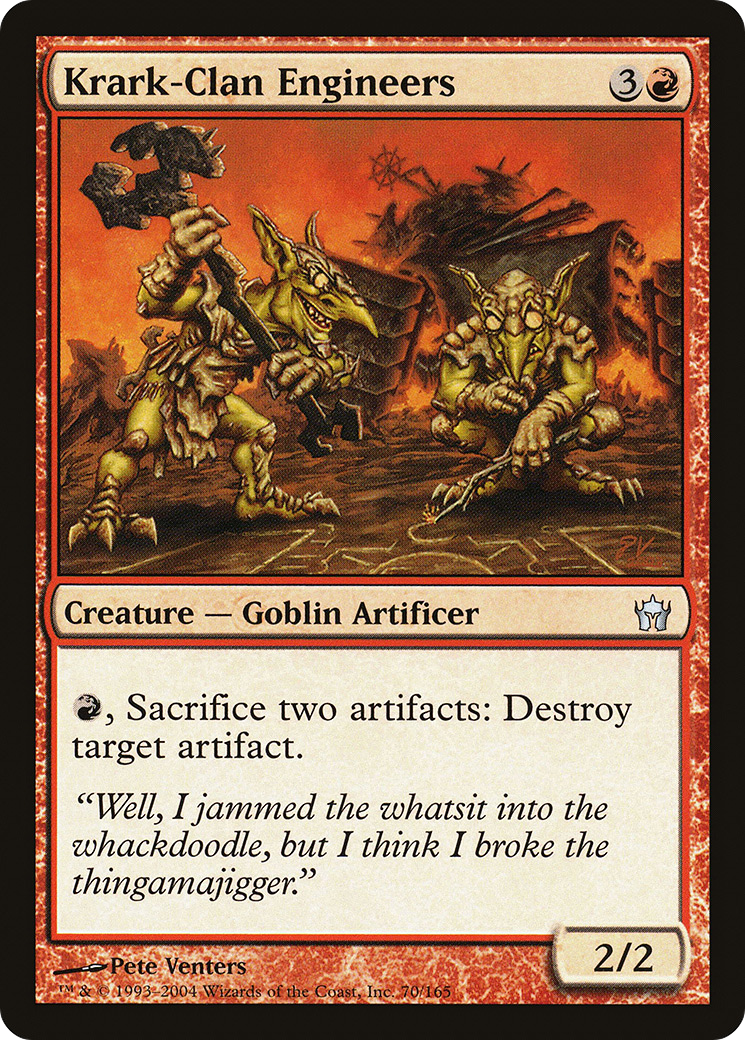 Krark-Clan Engineers 3
Creature — Goblin Artificer
, Sacrifice two artifacts: Destroy
target artifact.
“Well, I jammed the whatsit into the
whackdoodle, but I think I broke the
thingamajigger.”
2/2
Pete Venters
™ & © 1993–2004 Wizards of the Coast, Inc. 70/165
PV